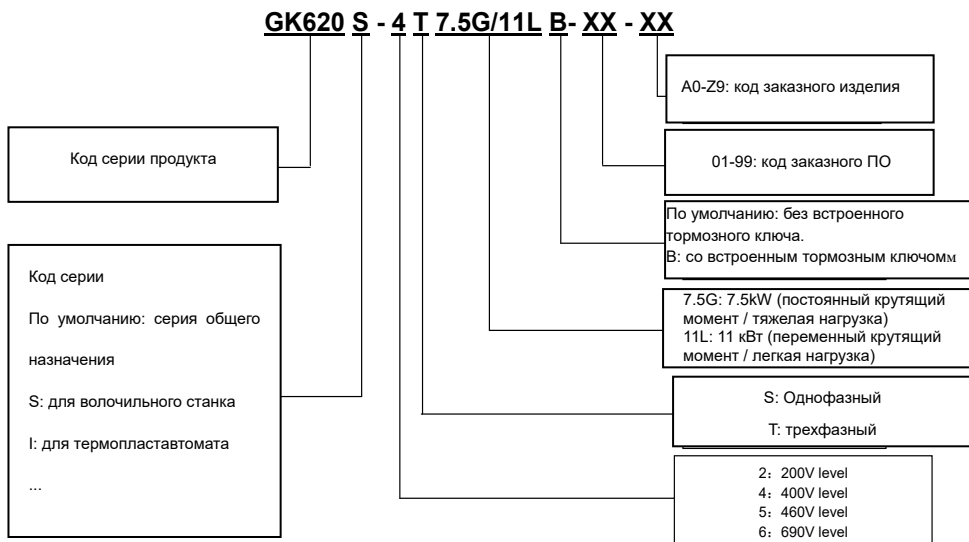 GK620 S - 4 T 7.5G/11L B- XX - XX
A0-Z9: код заказного изделия
Код серии продукта
01-99: код заказного ПО
По умолчанию: без встроенного
тормозного ключа.
В: со встроенным тормозным ключомм
Код серии
По умолчанию: серия общего
назначения
S: для волочильного станка
I: для термопластавтомата
...
7.5G: 7.5kW (постоянный крутящий
момент / тяжелая нагрузка)
11L: 11 кВт (переменный крутящий
момент / легкая нагрузка)
S: Однофазный
T: трехфазный
2：200V level
4：400V level
5：460V level
6：690V level